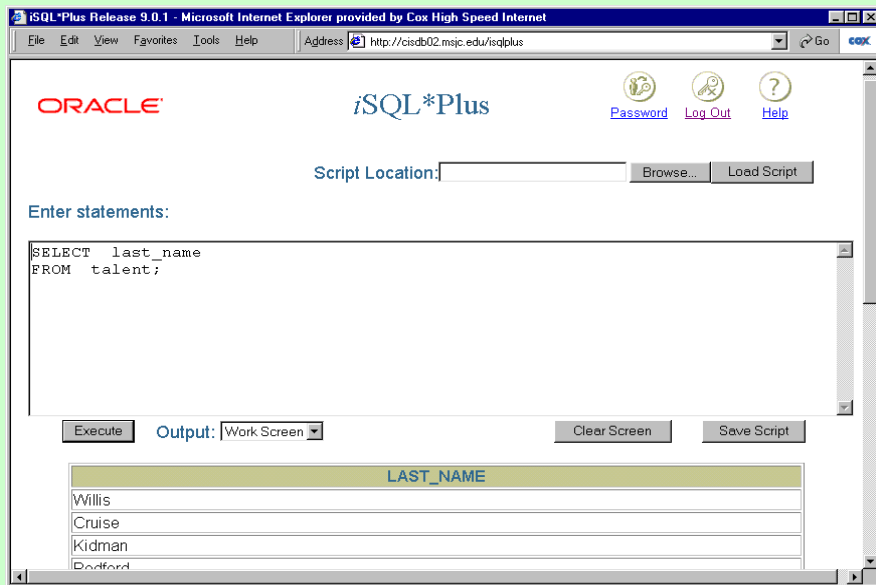 iSQL*Plus Release 9.0.1 - Microsoft Internet Explorer provided by Cox High Speed Internet
File Edit View Favorites Tools Help Address http://cisdb02.msjc.edu/isqlplus Go COX
ORACLE iSQL*Plus
Password Log Out Help
Script Location: Browse... Load Script
Enter statements:
SELECT last_name
FROM talent;
Execute Output: Work Screen Clear Screen Save Script
LAST_NAME
Willis
Cruise
Kidman
Redford